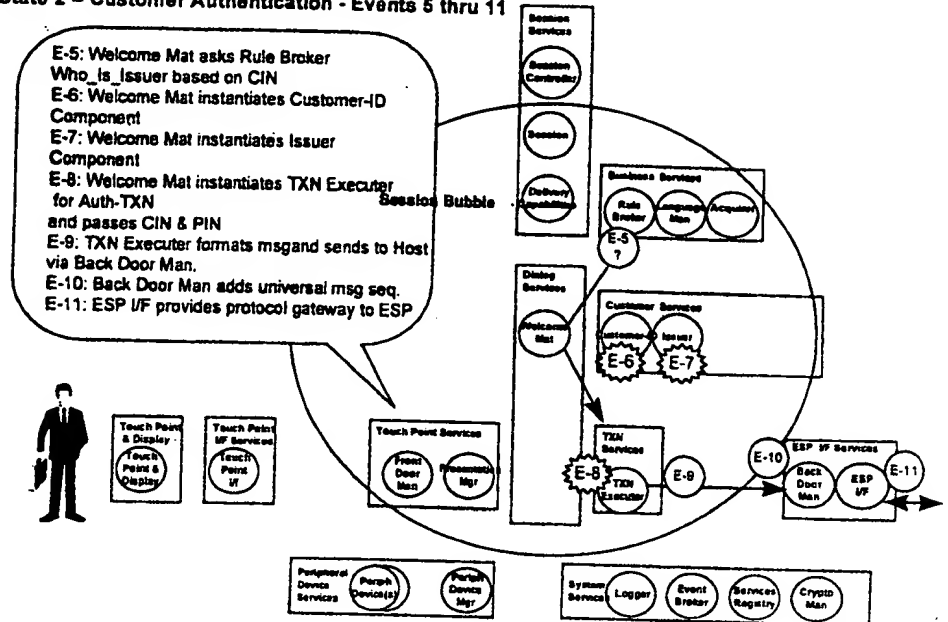 State 2 – Customer Authentication - Events 5 thru 11
E-5: Welcome Mat asks Rule Broker
Who_Is_Issuer based on CIN
E-6: Welcome Mat instantiates Customer-ID
Component
E-7: Welcome Mat instantiates Issuer
Component
E-8: Welcome Mat instantiates TXN Executer
for Auth-TXN
and passes CIN & PIN
E-9: TXN Executer formats msgand sends to Host
via Back Door Man.
E-10: Back Door Man adds universal msg seq.
E-11: ESP I/F provides protocol gateway to ESP
Session Bubble
Session
Services
Session
Controller
Session
Delivery
Capabilities
Business Services
Rule
Broker
Language
Man
Acquirer
E-5
?
Dialog
Services
Welcome
Mat
Customer Services
Customer-
Issuer
E-6
E-7
Touch Point
& Display
Touch
Point &
Display
Touch Point
I/F Services
Touch
Point
I/f
Touch Point Services
Front
Door
Man
Presentation
Mgr
TXN
Services
E-8
TXN
Executor
E-9
E-10
ESP I/F Services
Back
Door
Man
ESP
I/F
E-11
Peripheral
Device
Services
Periph
Device(s)
Periph
Device
Mgr
System
Services
Logger
Event
Broker
Services
Registry
Crypto
Man